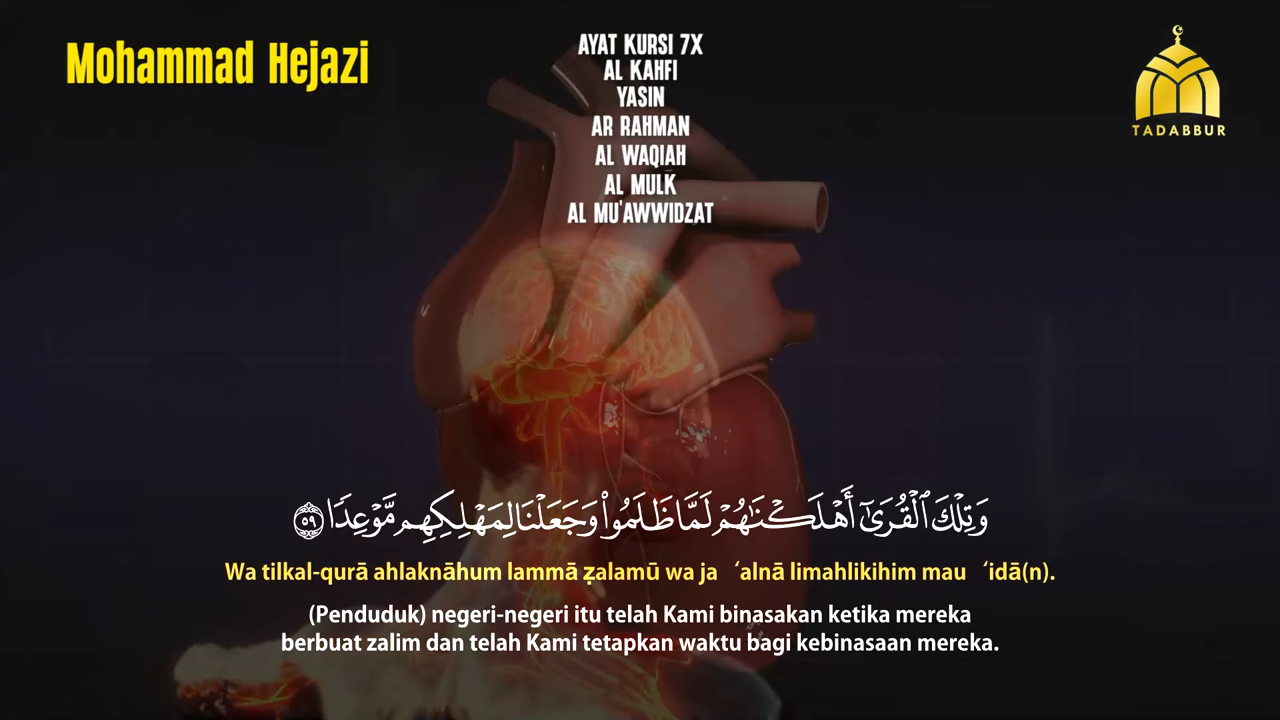 Mohammad Hejazi
AYAT KURSI 7X
AL KAHFI
YASIN
AR RAHMAN
AL WAQIAH
AL MULK
AL MU'AWWIDZAT
TADABBUR
وَتِلْكَ ٱلْقُرَىٰٓ أَهْلَكْنَٰهُمْ لَمَّا ظَلَمُوا۟ وَجَعَلْنَا لِمَهْلِكِهِم مَّوْعِدًا ٥٩
Wa tilkal-qurā ahlaknāhum lammā ẓalamū wa ja ‘alnā limahlikihim mau ‘idā(n).
(Penduduk) negeri-negeri itu telah Kami binasakan ketika mereka
berbuat zalim dan telah Kami tetapkan waktu bagi kebinasaan mereka.